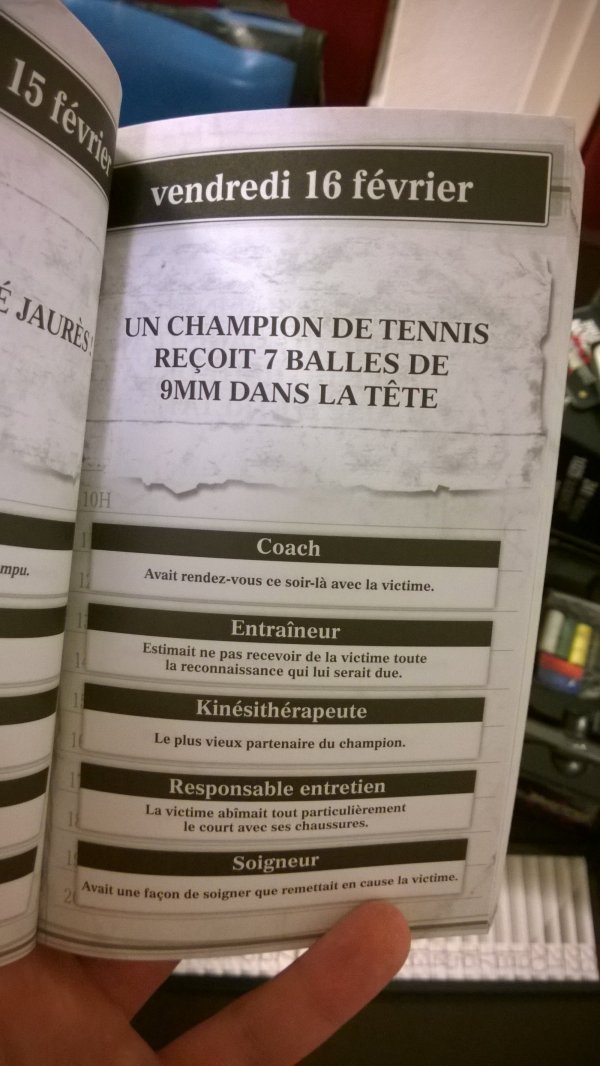 15 février
É JAURÈS
mpu.
vendredi 16 février
UN CHAMPION DE TENNIS
REÇOIT 7 BALLES DE
9MM DANS LA TÊTE
10H
Coach
Avait rendez-vous ce soir-là avec la victime.
Entraîneur
Estimait ne pas recevoir de la victime toute
la reconnaissance qui lui serait due.
Kinésithérapeute
Le plus vieux partenaire du champion.
Responsable entretien
La victime abîmait tout particulièrement
le court avec ses chaussures.
Soigneur
Avait une façon de soigner que remettait en cause la victime.